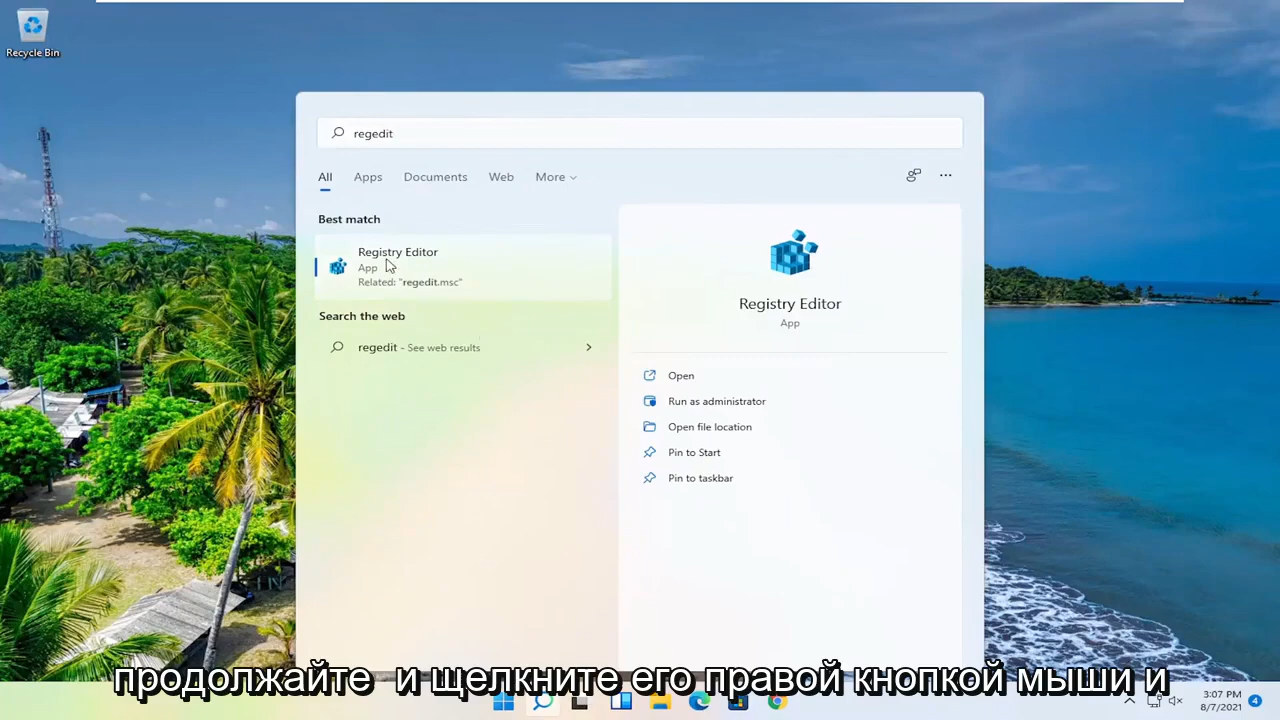 Recycle Bin
regedit
All Apps Documents Web More
Best match
Registry Editor
App
Related: "regedit.msc"
Search the web
regedit - See web results
Registry Editor
App
Open
Run as administrator
Open file location
Pin to Start
Pin to taskbar
продолжайте и щелкните его правой кнопкой мыши и
3:07 PM
8/7/2021
4